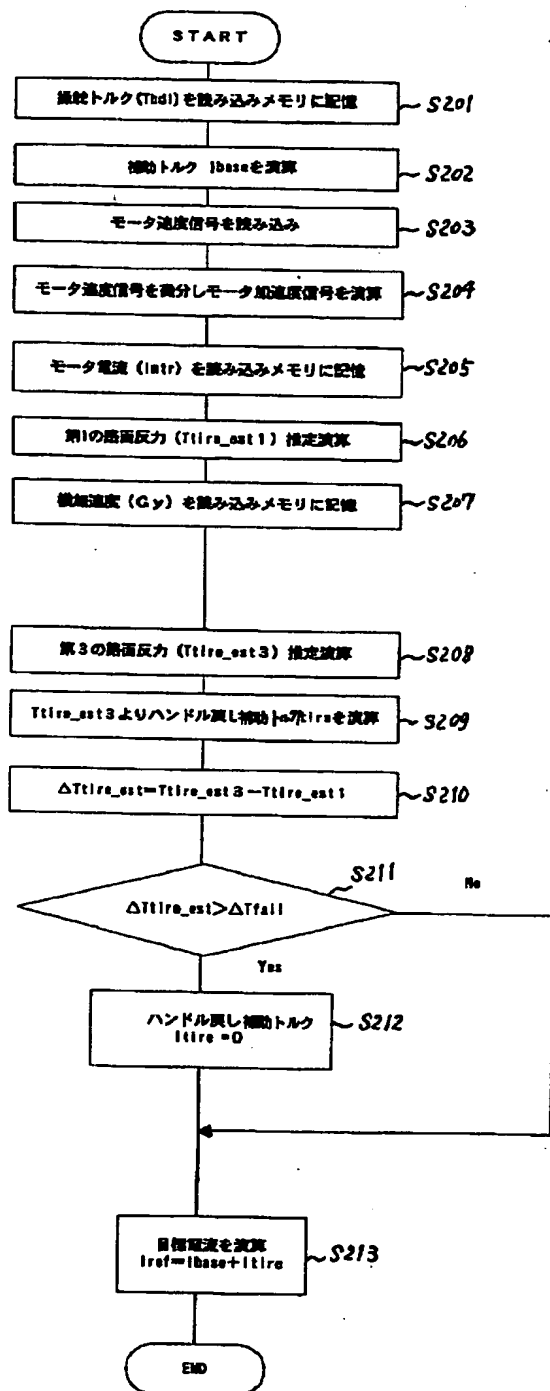 START
操舵トルク(Thdl)を読み込みメモリに記憶
~S201
補助トルク Ibaseを演算
~S202
モータ速度信号を読み込み
~S203
モータ速度信号を微分しモータ加速度信号を演算
~S204
モータ電流(Imtr)を読み込みメモリに記憶
~S205
第1の路面反力(Ttire_est1)推定演算
~S206
横加速度(Gy)を読み込みメモリに記憶
~S207
第3の路面反力(Ttire_est3)推定演算
~S208
Ttire_est3よりハンドル戻し補助トルクItireを演算
~S209
ΔTtire_est=Ttire_est3-Ttire_est1
~S210
S211
ΔTtire_est>ΔTfail
No
Yes
ハンドル戻し補助トルク
Itire =0
~S212
目標電流を演算
Iref=Ibase+Itire
~S213
END